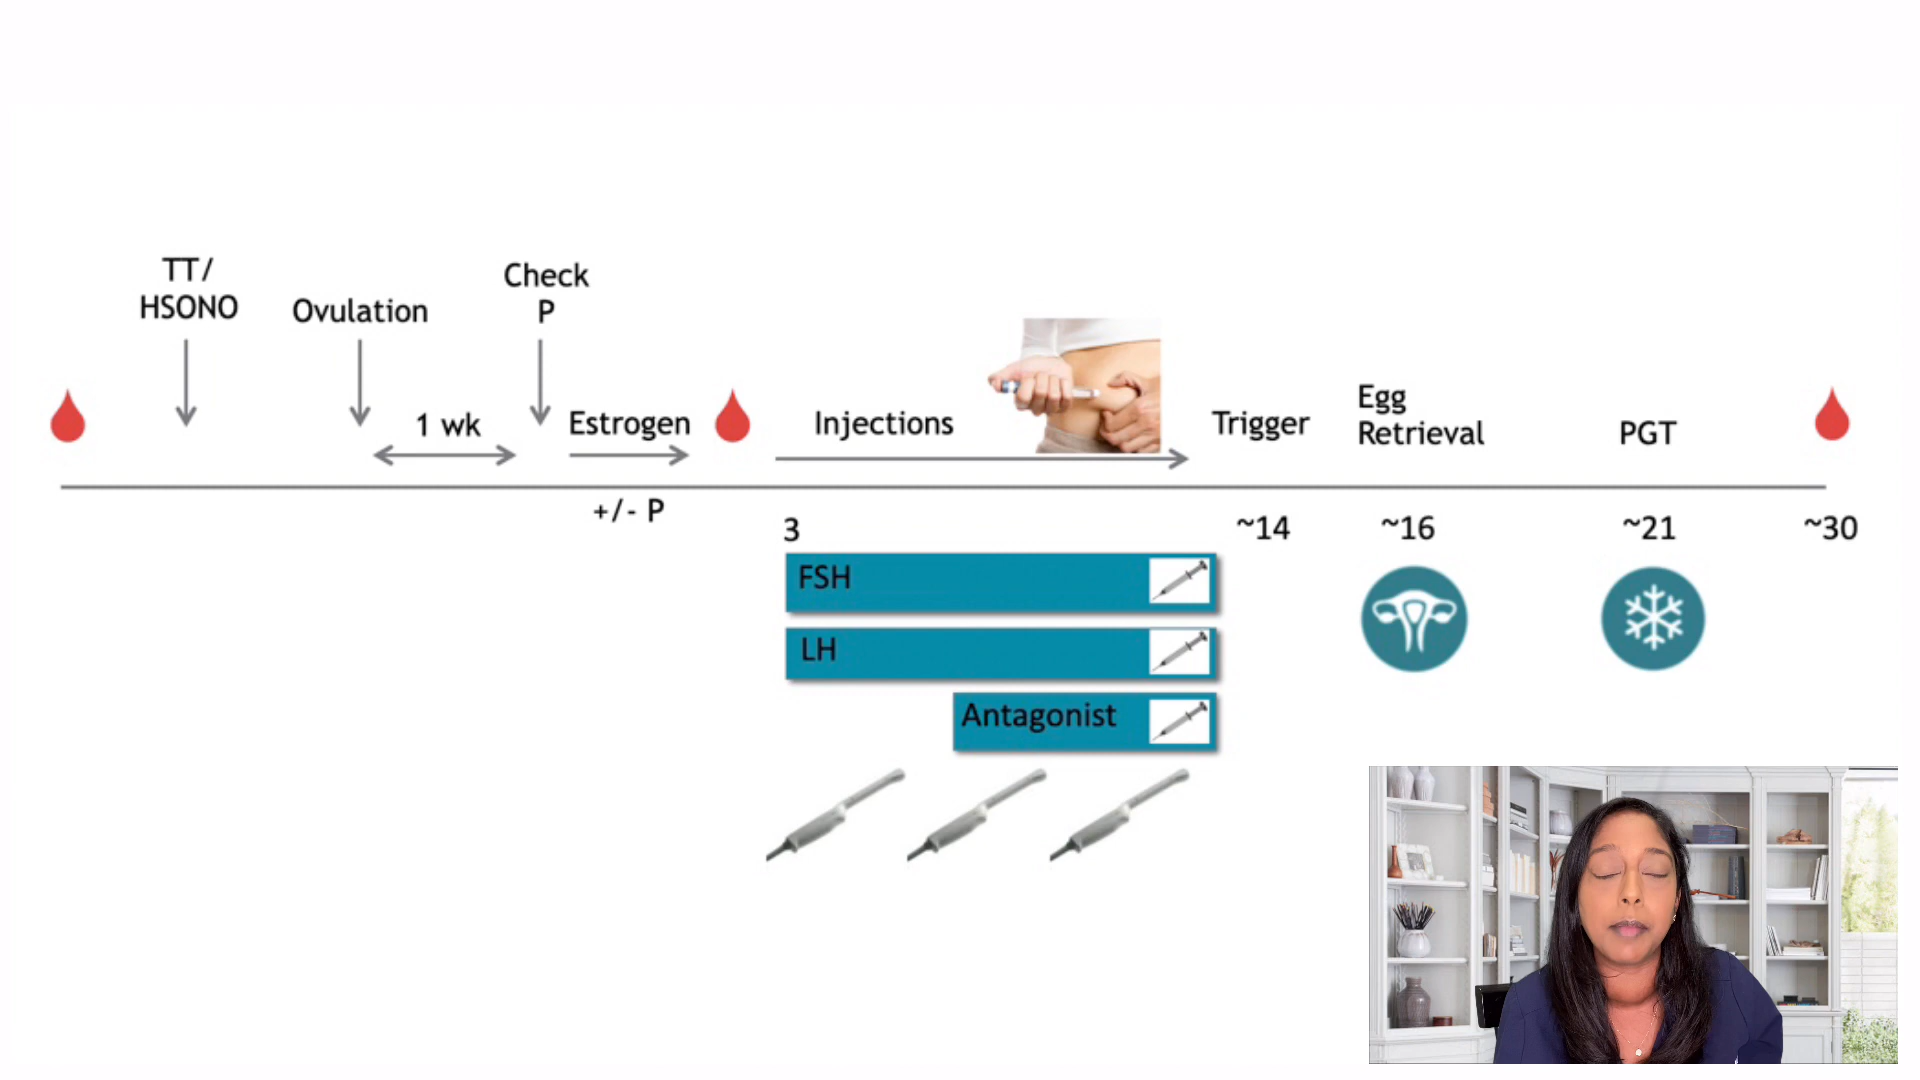 TT/
HSONO
Ovulation
1 wk
Check
P
Estrogen
+/- P
Injections
Trigger
Egg
Retrieval
PGT
3
~14
~16
~21
~30
FSH
LH
Antagonist